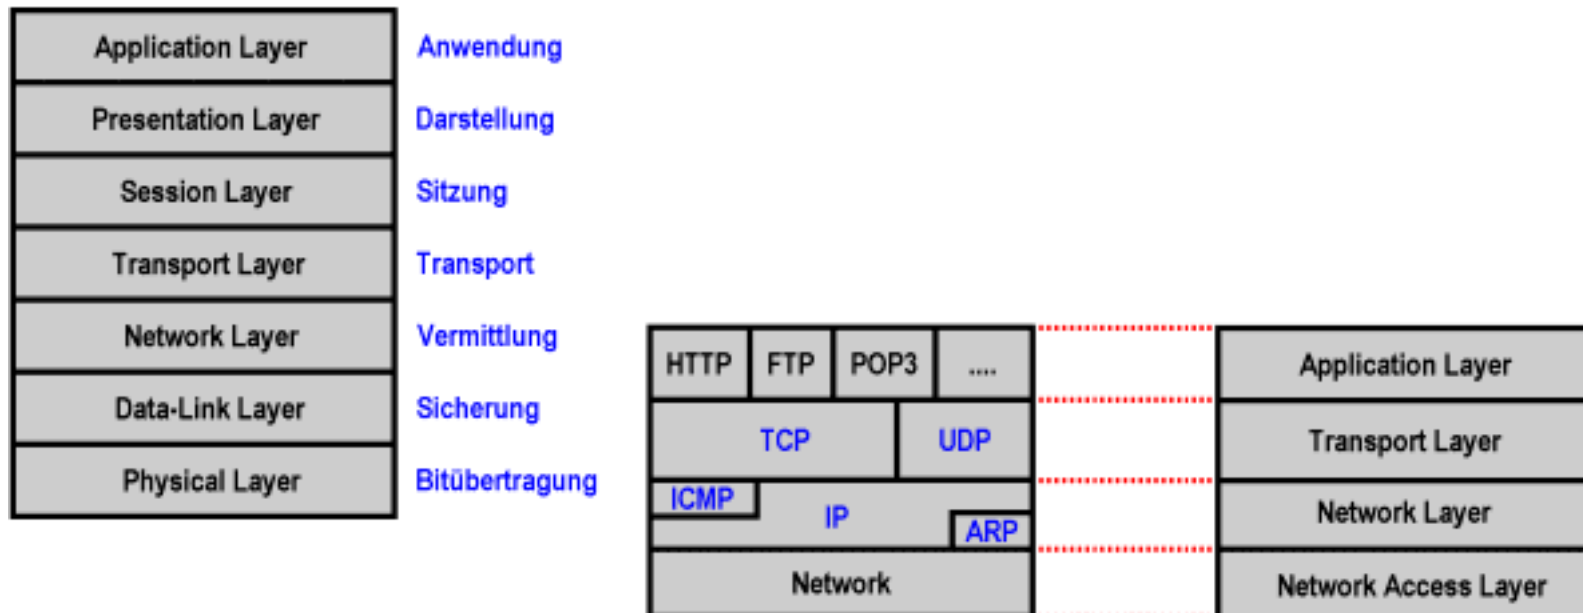 Application Layer Anwendung
Presentation Layer Darstellung
Session Layer Sitzung
Transport Layer Transport
Network Layer Vermittlung
Data-Link Layer Sicherung
Physical Layer Bitübertragung
HTTP FTP POP3 ....
TCP UDP
ICMP
IP
ARP
Network
Application Layer
Transport Layer
Network Layer
Network Access Layer